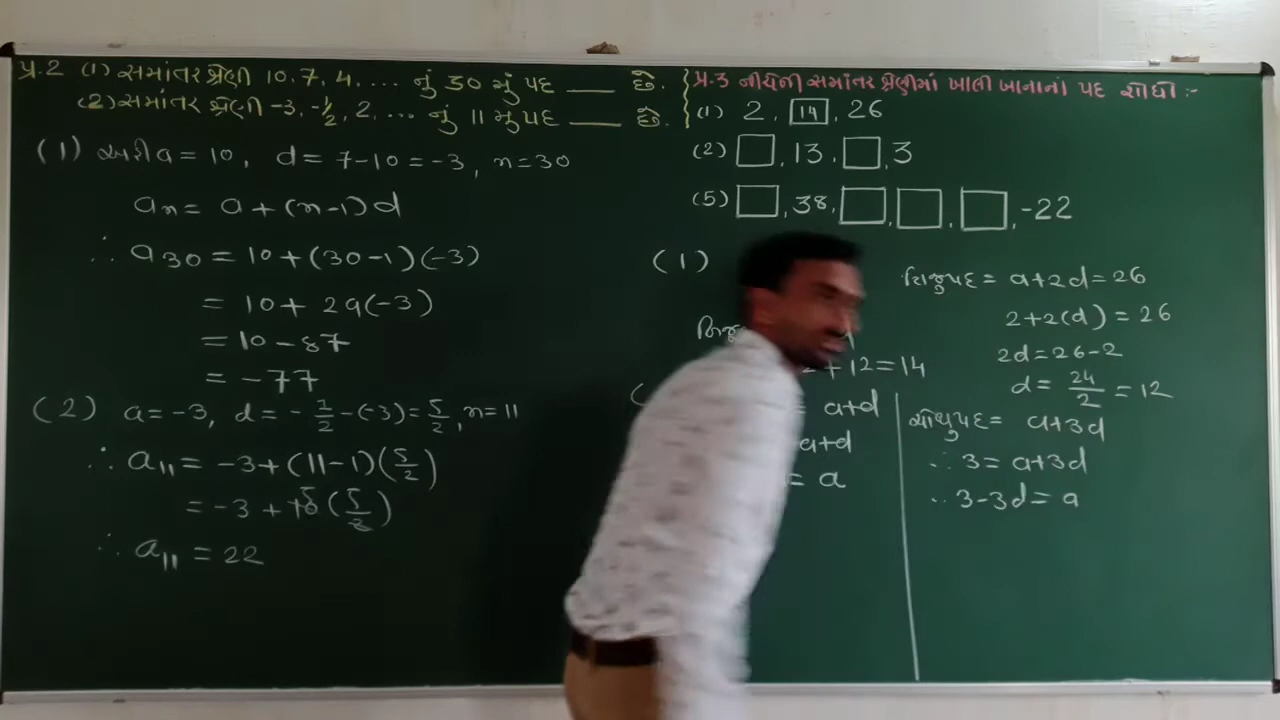 પ્ર.2 (1) સમાંતર શ્રેણી 10, 7, 4, ... નું 30 મું પદ ___ છે.
(2) સમાંતર શ્રેણી -3, -1/2, 2, ... નું 11 મુ પદ ___ છે.
(1) અહી a = 10, d = 7-10 = -3, n = 30
an = a + (n-1)d
∴ a30 = 10 + (30-1)(-3)
= 10 + 29(-3)
= 10 - 87
= -77
(2) a = -3, d = -1/2 - (-3) = 5/2, n = 11
∴ a11 = -3 + (11-1)(5/2)
= -3 + 10 5 (5/2)
∴ a11 = 22
પ્ર.3 નીચેની સમાંતર શ્રેણીમાં ખાલી ખાનાનાં પદ શોધો :-
(1) 2, 14, 26
(2) □, 13, □, 3
(5) □, 38, □, □, □, -22
(1)
+ 12 = 14
ત્રિજુપદ = a + 2d = 26
2 + 2(d) = 26
2d = 26 - 2
d = 24/2 = 12
= a+d
a+d
= a
ચોથુપદ = a+3d
∴ 3 = a+3d
∴ 3-3d = a